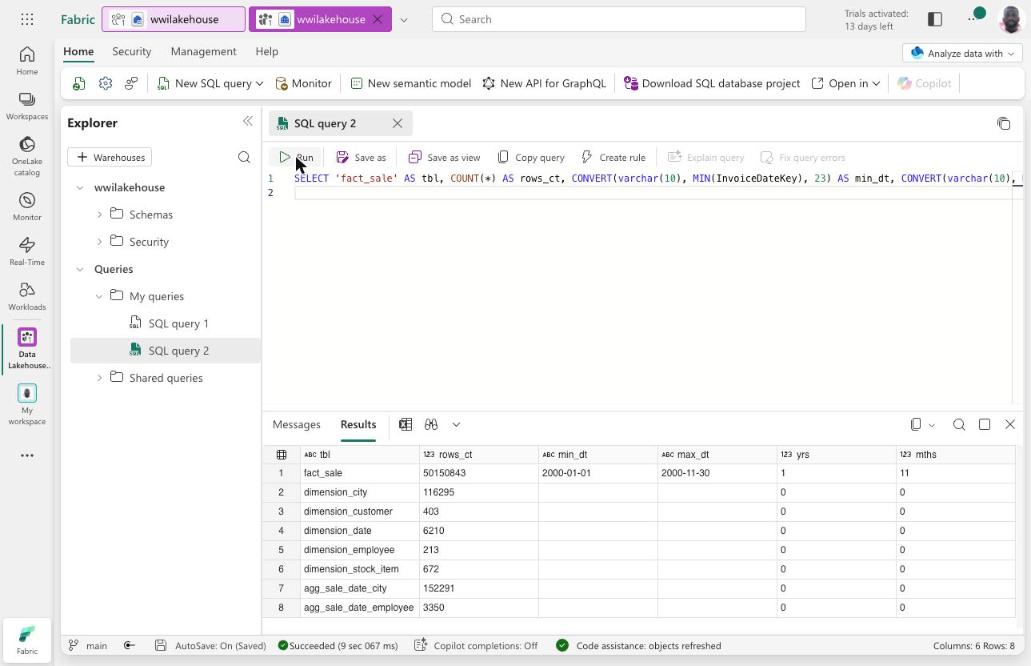 Fabric
wwilakehouse
wwilakehouse
Search
Trials activated:
13 days left
Home
Security
Management
Help
Analyze data with
New SQL query
Monitor
New semantic model
New API for GraphQL
Download SQL database project
Open in
Copilot
Home
Workspaces
OneLake
catalog
Monitor
Real-Time
Workloads
Data
Lakehouse..
My
workspace
Fabric
Explorer
+ Warehouses
wwilakehouse
Schemas
Security
Queries
My queries
SQL query 1
SQL query 2
Shared queries
SQL query 2
Run
Save as
Save as view
Copy query
Create rule
Explain query
Fix query errors
1 SELECT 'fact_sale' AS tbl, COUNT(*) AS rows_ct, CONVERT(varchar(10), MIN(InvoiceDateKey), 23) AS min_dt, CONVERT(varchar(10),
2
Messages
Results
ABC tbl 123 rows_ct ABC min_dt ABC max_dt 123 yrs 123 mths
1 fact_sale 50150843 2000-01-01 2000-11-30 1 11
2 dimension_city 116295 0 0
3 dimension_customer 403 0 0
4 dimension_date 6210 0 0
5 dimension_employee 213 0 0
6 dimension_stock_item 672 0 0
7 agg_sale_date_city 152291 0 0
8 agg_sale_date_employee 3350 0 0
main
AutoSave: On (Saved)
Succeeded (9 sec 067 ms)
Copilot completions: Off
Code assistance: objects refreshed
Columns: 6 Rows: 8